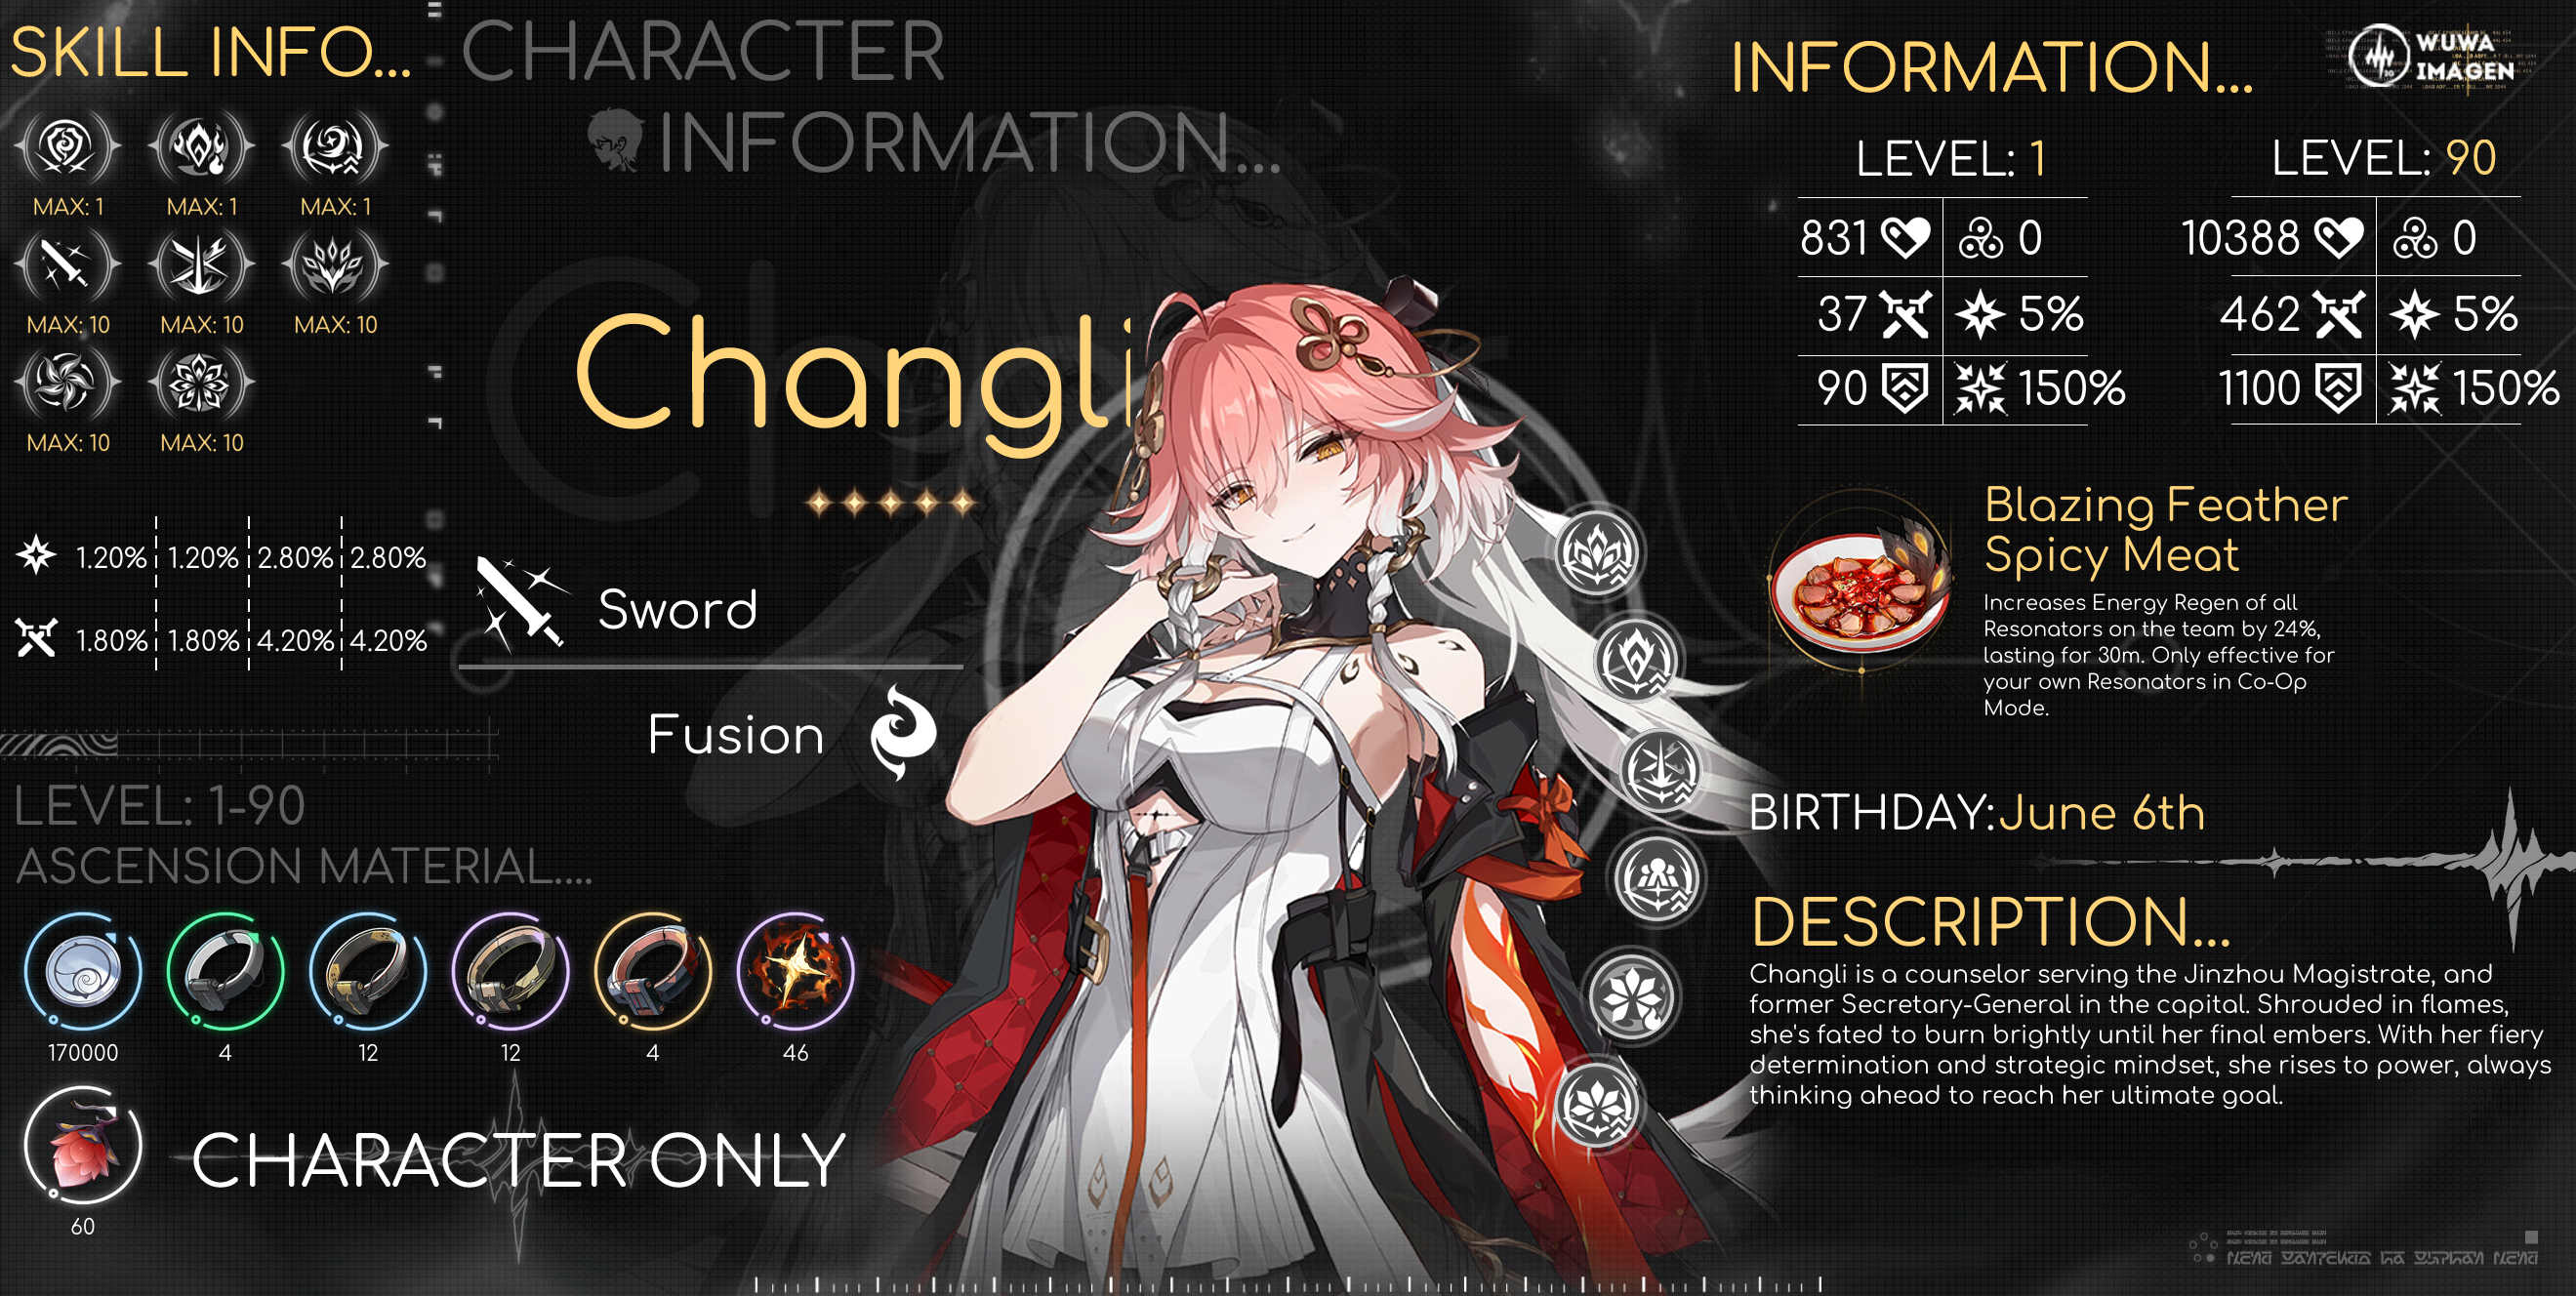 SKILL INFO...
MAX: 1
MAX: 1
MAX: 1
MAX: 10
MAX: 10
MAX: 10
MAX: 10
MAX: 10
1.20% 1.20% 2.80% 2.80%
1.80% 1.80% 4.20% 4.20%
LEVEL: 1-90
ASCENSION MATERIAL....
170000
4
12
12
4
46
60
CHARACTER ONLY
CHARACTER
INFORMATION...
Changli
Sword
Fusion
INFORMATION...
WUWA
IMAGEN
LEVEL: 1
831 0
37 5%
90 150%
LEVEL: 90
10388 0
462 5%
1100 150%
Blazing Feather
Spicy Meat
Increases Energy Regen of all
Resonators on the team by 24%,
lasting for 30m. Only effective for
your own Resonators in Co-Op
Mode.
BIRTHDAY:June 6th
DESCRIPTION...
Changli is a counselor serving the Jinzhou Magistrate, and
former Secretary-General in the capital. Shrouded in flames,
she's fated to burn brightly until her final embers. With her fiery
determination and strategic mindset, she rises to power, always
thinking ahead to reach her ultimate goal.